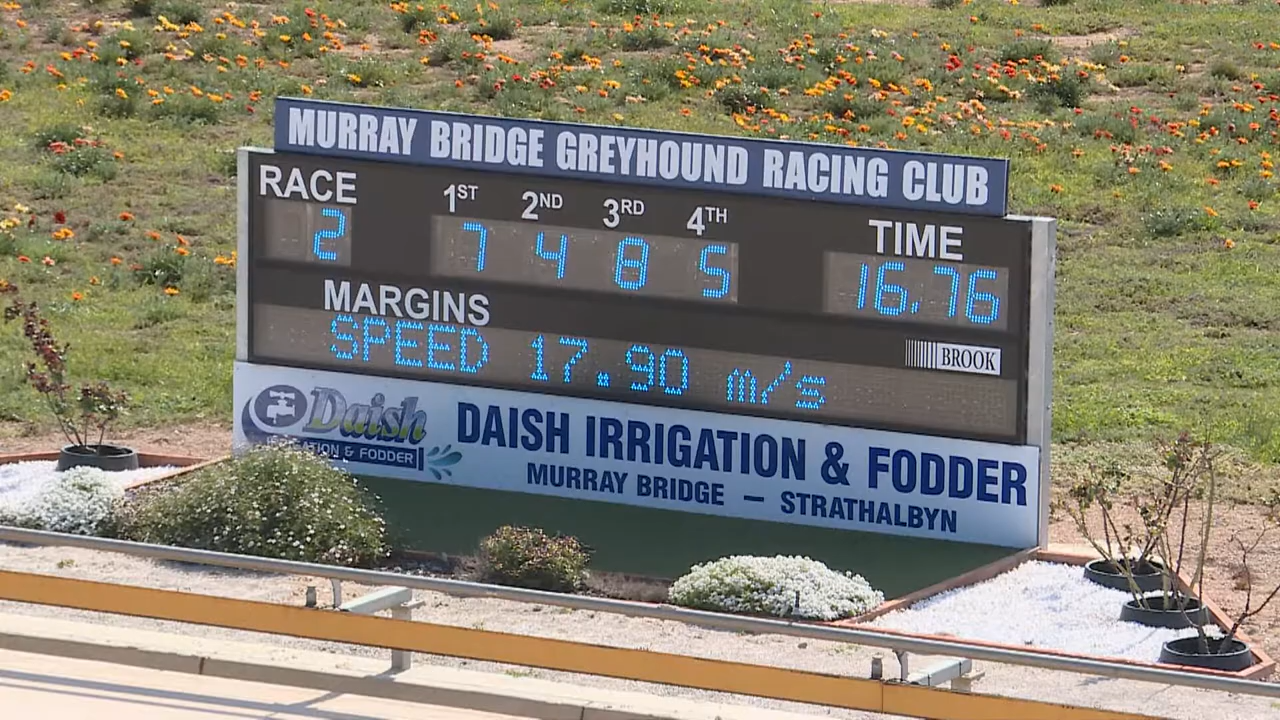 MURRAY BRIDGE GREYHOUND RACING CLUB
RACE 1ST 2ND 3RD 4TH TIME
2 7 4 8 5 16.76
MARGINS
SPEED 17.90 m/s
BROOK
Daish
& FODDER
DAISH IRRIGATION & FODDER
MURRAY BRIDGE – STRATHALBYN